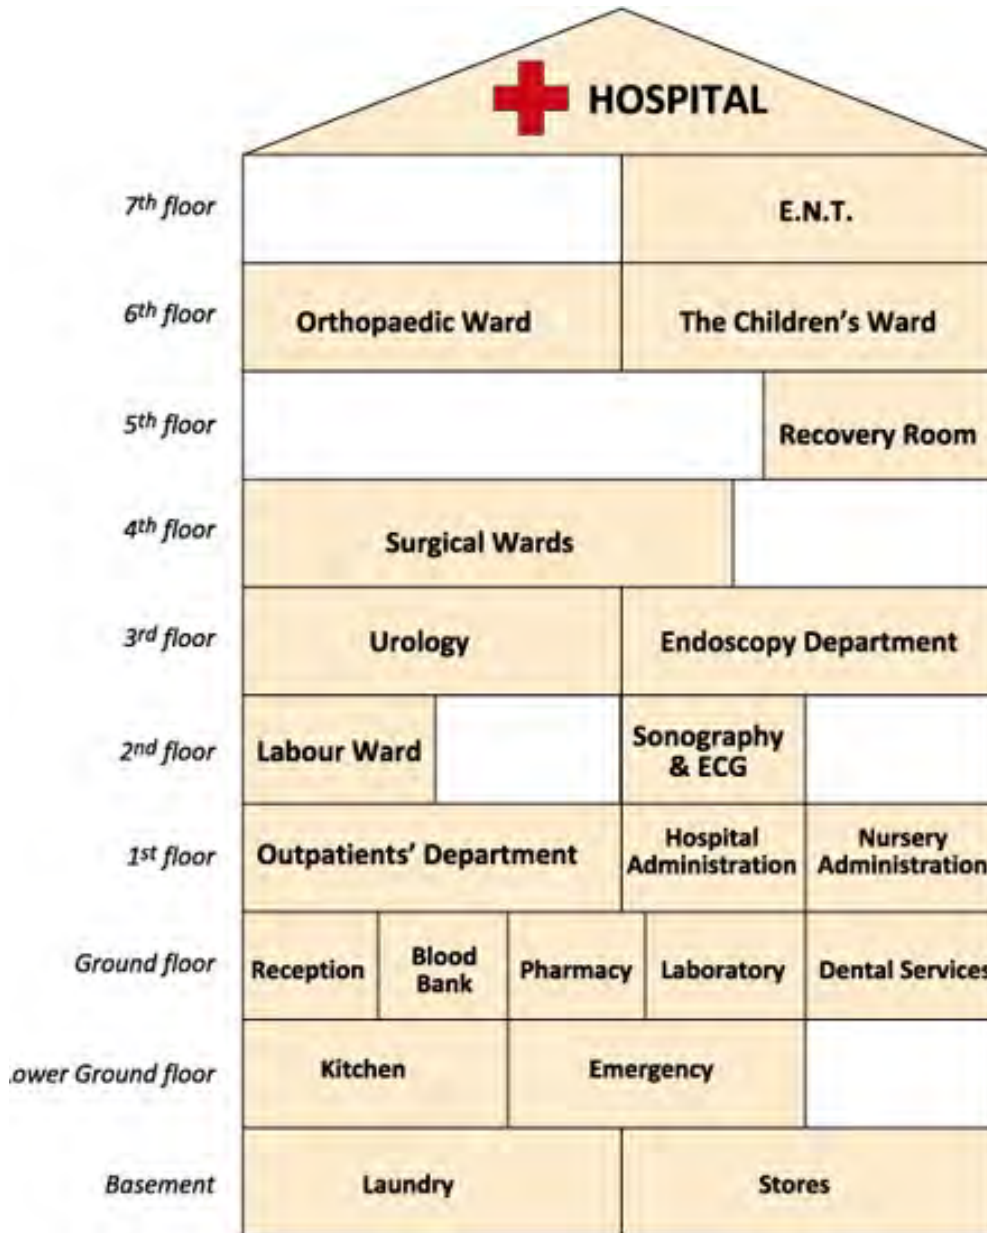 HOSPITAL
7th floor
E.N.T.
6th floor
Orthopaedic Ward
The Children's Ward
5th floor
Recovery Room
4th floor
Surgical Wards
3rd floor
Urology
Endoscopy Department
2nd floor
Labour Ward
Sonography
& ECG
1st floor
Outpatients' Department
Hospital
Administration
Nursery
Administration
Ground floor
Reception
Blood
Bank
Pharmacy
Laboratory
Dental Services
ower Ground floor
Kitchen
Emergency
Basement
Laundry
Stores